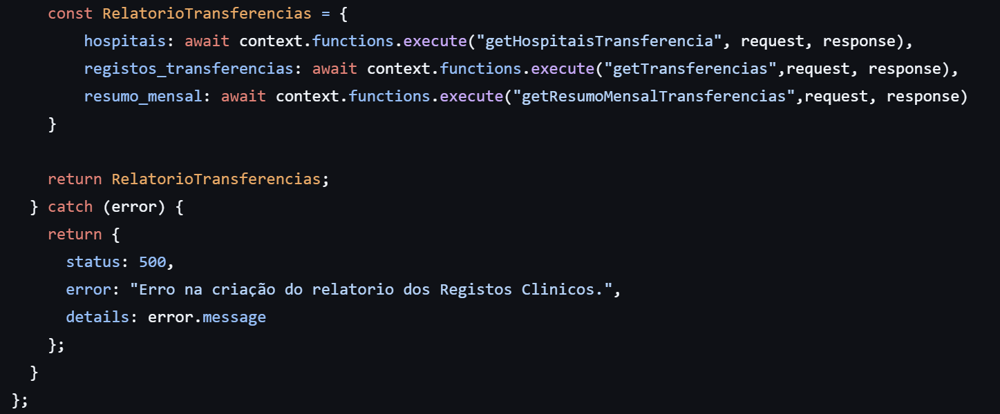 const RelatorioTransferencias = {
hospitais: await context.functions.execute("getHospitaisTransferencia", request, response),
registos_transferencias: await context.functions.execute("getTransferencias",request, response),
resumo_mensal: await context.functions.execute("getResumoMensalTransferencias",request, response)
}
return RelatorioTransferencias;
} catch (error) {
return {
status: 500,
error: "Erro na criação do relatorio dos Registos Clinicos.",
details: error.message
};
}
};